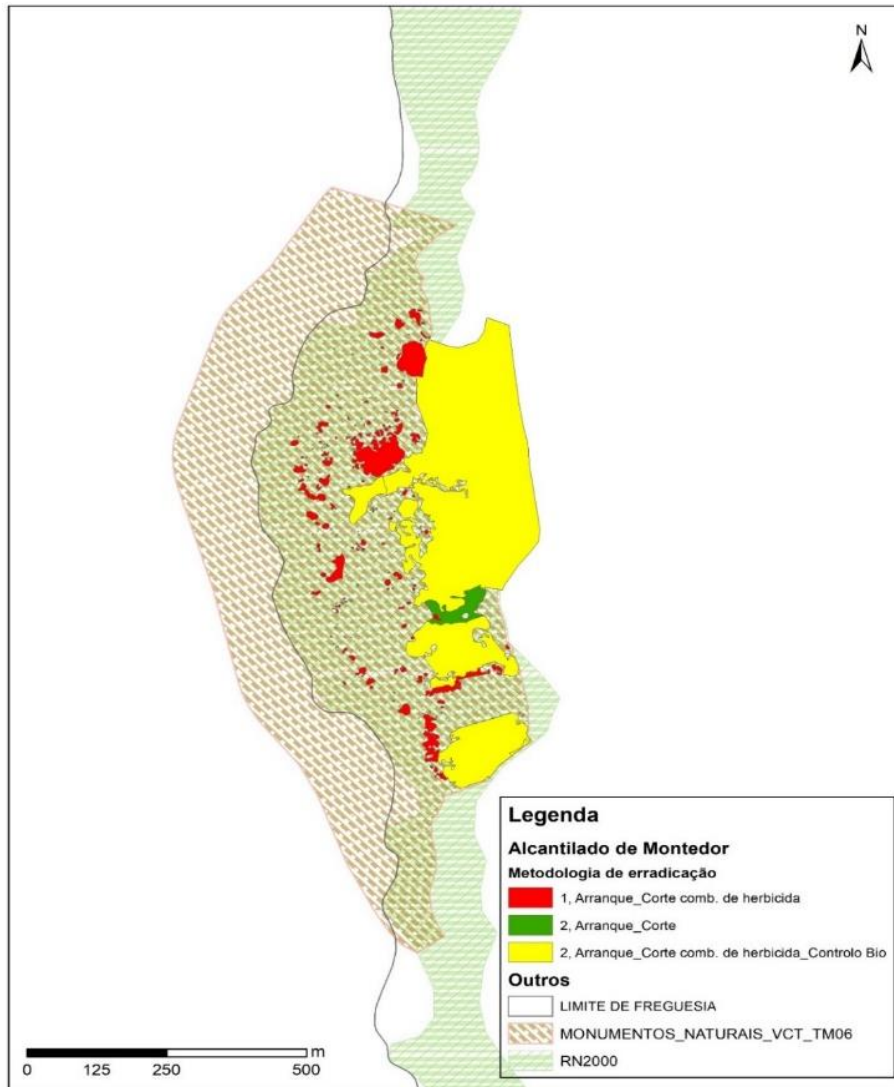 N
Legenda
Alcantilado de Montedor
Metodologia de erradicação
1, Arranque_Corte comb. de herbicida
2, Arranque_Corte
2, Arranque_Corte comb. de herbicida_Controlo Bio
Outros
LIMITE DE FREGUESIA
MONUMENTOS_NATURAIS_VCT_TM06
RN2000
m
0 125 250 500